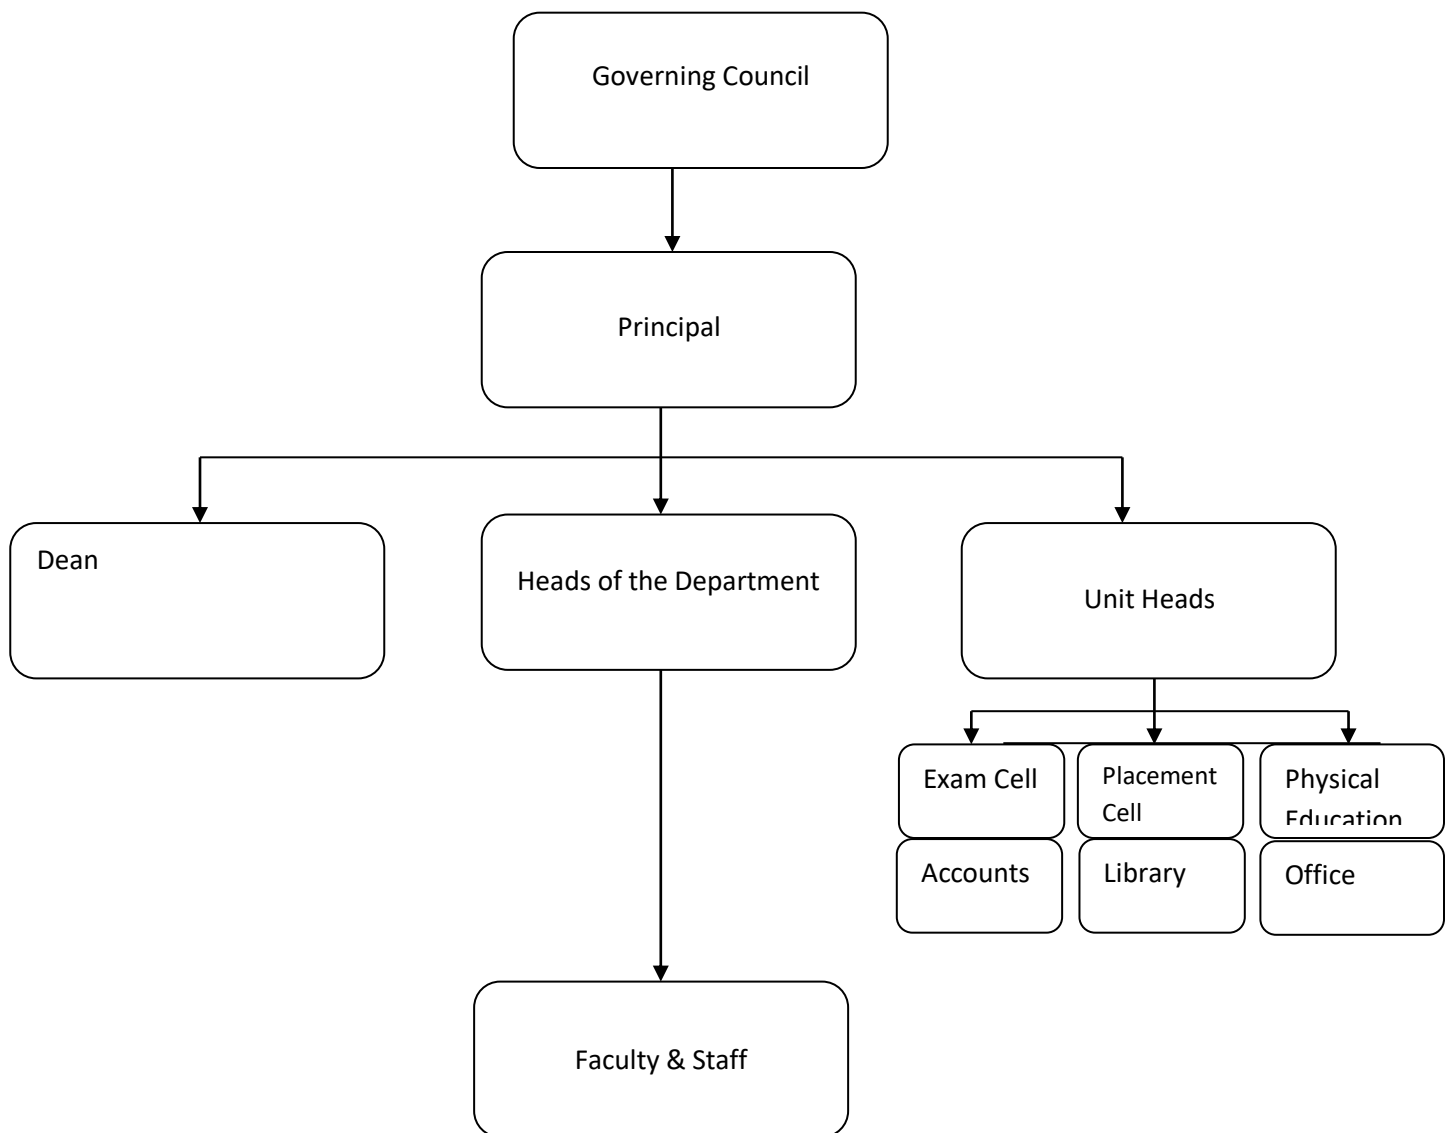 Governing Council
Principal
Dean
Heads of the Department
Unit Heads
Exam Cell
Placement
Cell
Physical
Education
Accounts
Library
Office
Faculty & Staff